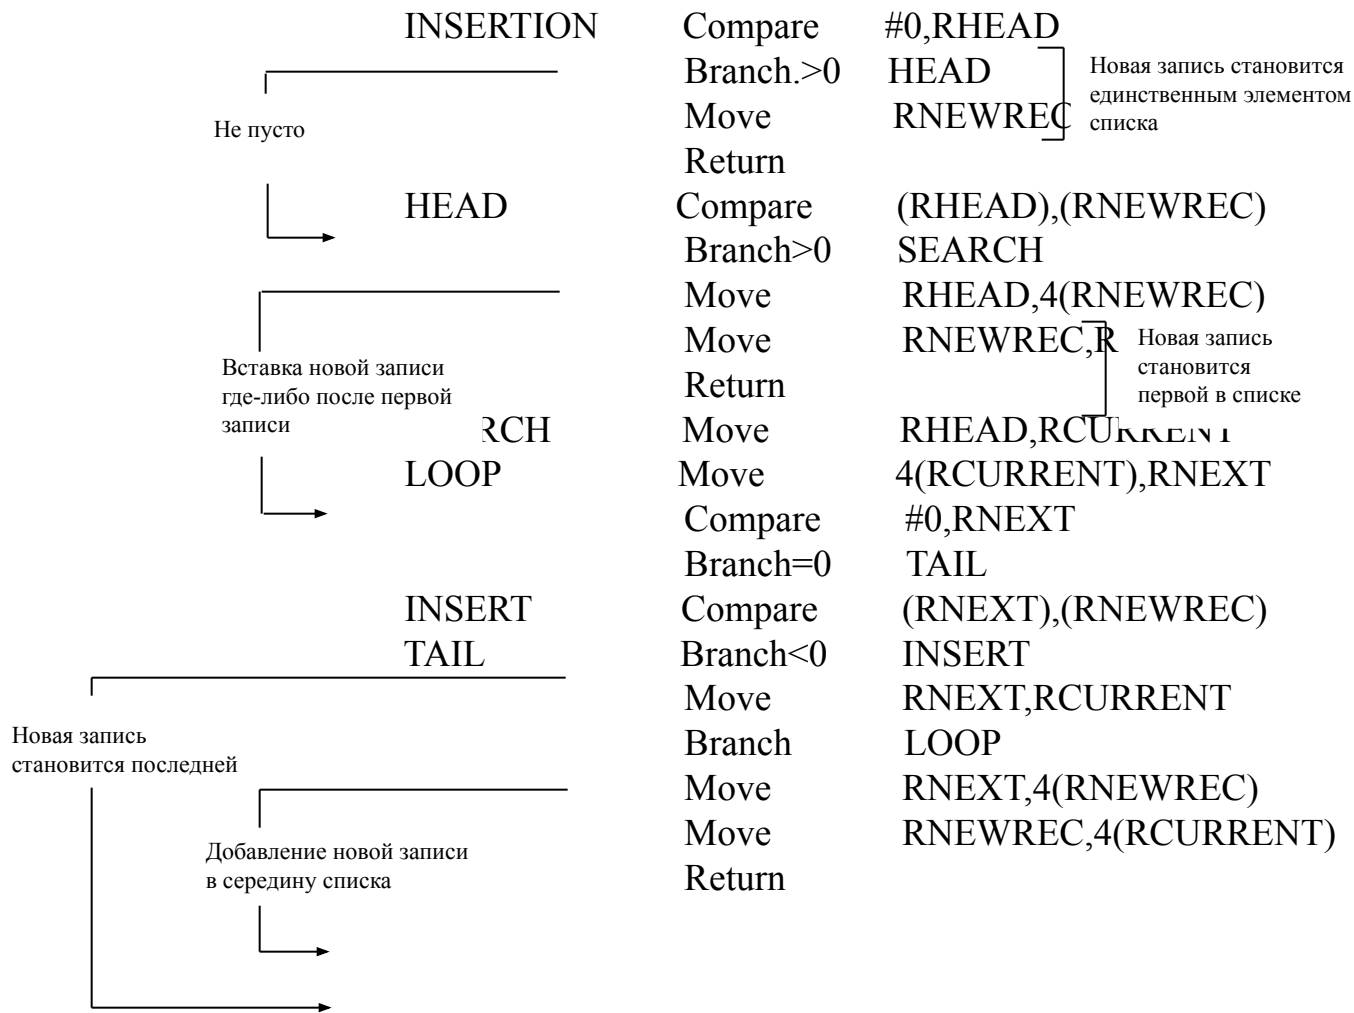 INSERTION Compare #0,RHEAD
Branch.>0 HEAD
Move RNEWREC
Return
HEAD Compare (RHEAD),(RNEWREC)
Branch>0 SEARCH
Move RHEAD,4(RNEWREC)
Move RNEWREC,R
Return
RCH Move RHEAD,RCURRENT
LOOP Move 4(RCURRENT),RNEXT
Compare #0,RNEXT
Branch=0 TAIL
INSERT Compare (RNEXT),(RNEWREC)
TAIL Branch<0 INSERT
Move RNEXT,RCURRENT
Branch LOOP
Move RNEXT,4(RNEWREC)
Move RNEWREC,4(RCURRENT)
Return
Новая запись становится
единственным элементом
списка
Не пусто
Новая запись
становится
первой в списке
Вставка новой записи
где-либо после первой
записи
Новая запись
становится последней
Добавление новой записи
в середину списка